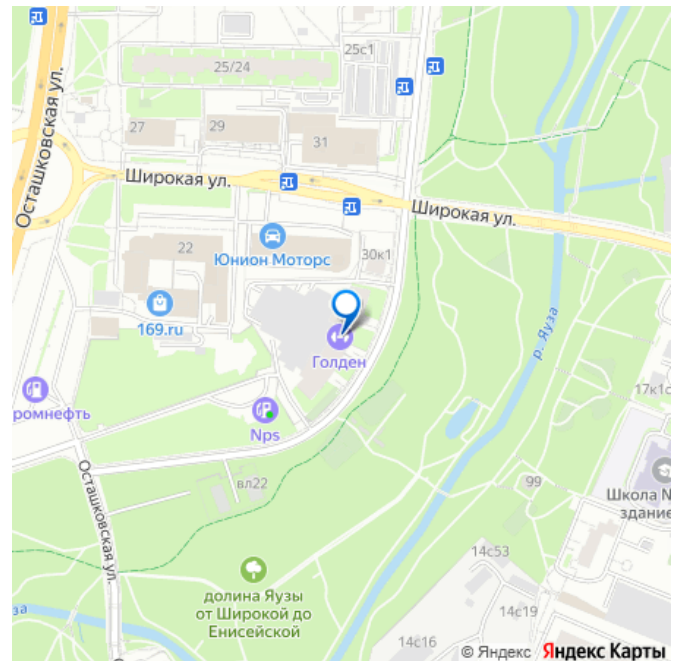 25с1
25/24
Осташковская ул.
27
29
31
Широкая ул.
Широкая ул.
22
Юнион Моторс
30к1
169.ru
Голден
р. Яуза
ромнефть
Nps
17к1с
Осташковская ул.
вл22
99
Школа N
здание
14с53
долина Яузы
от Широкой до
Енисейской
за
14с19
14с16
© Яндекс Яндекс Карты